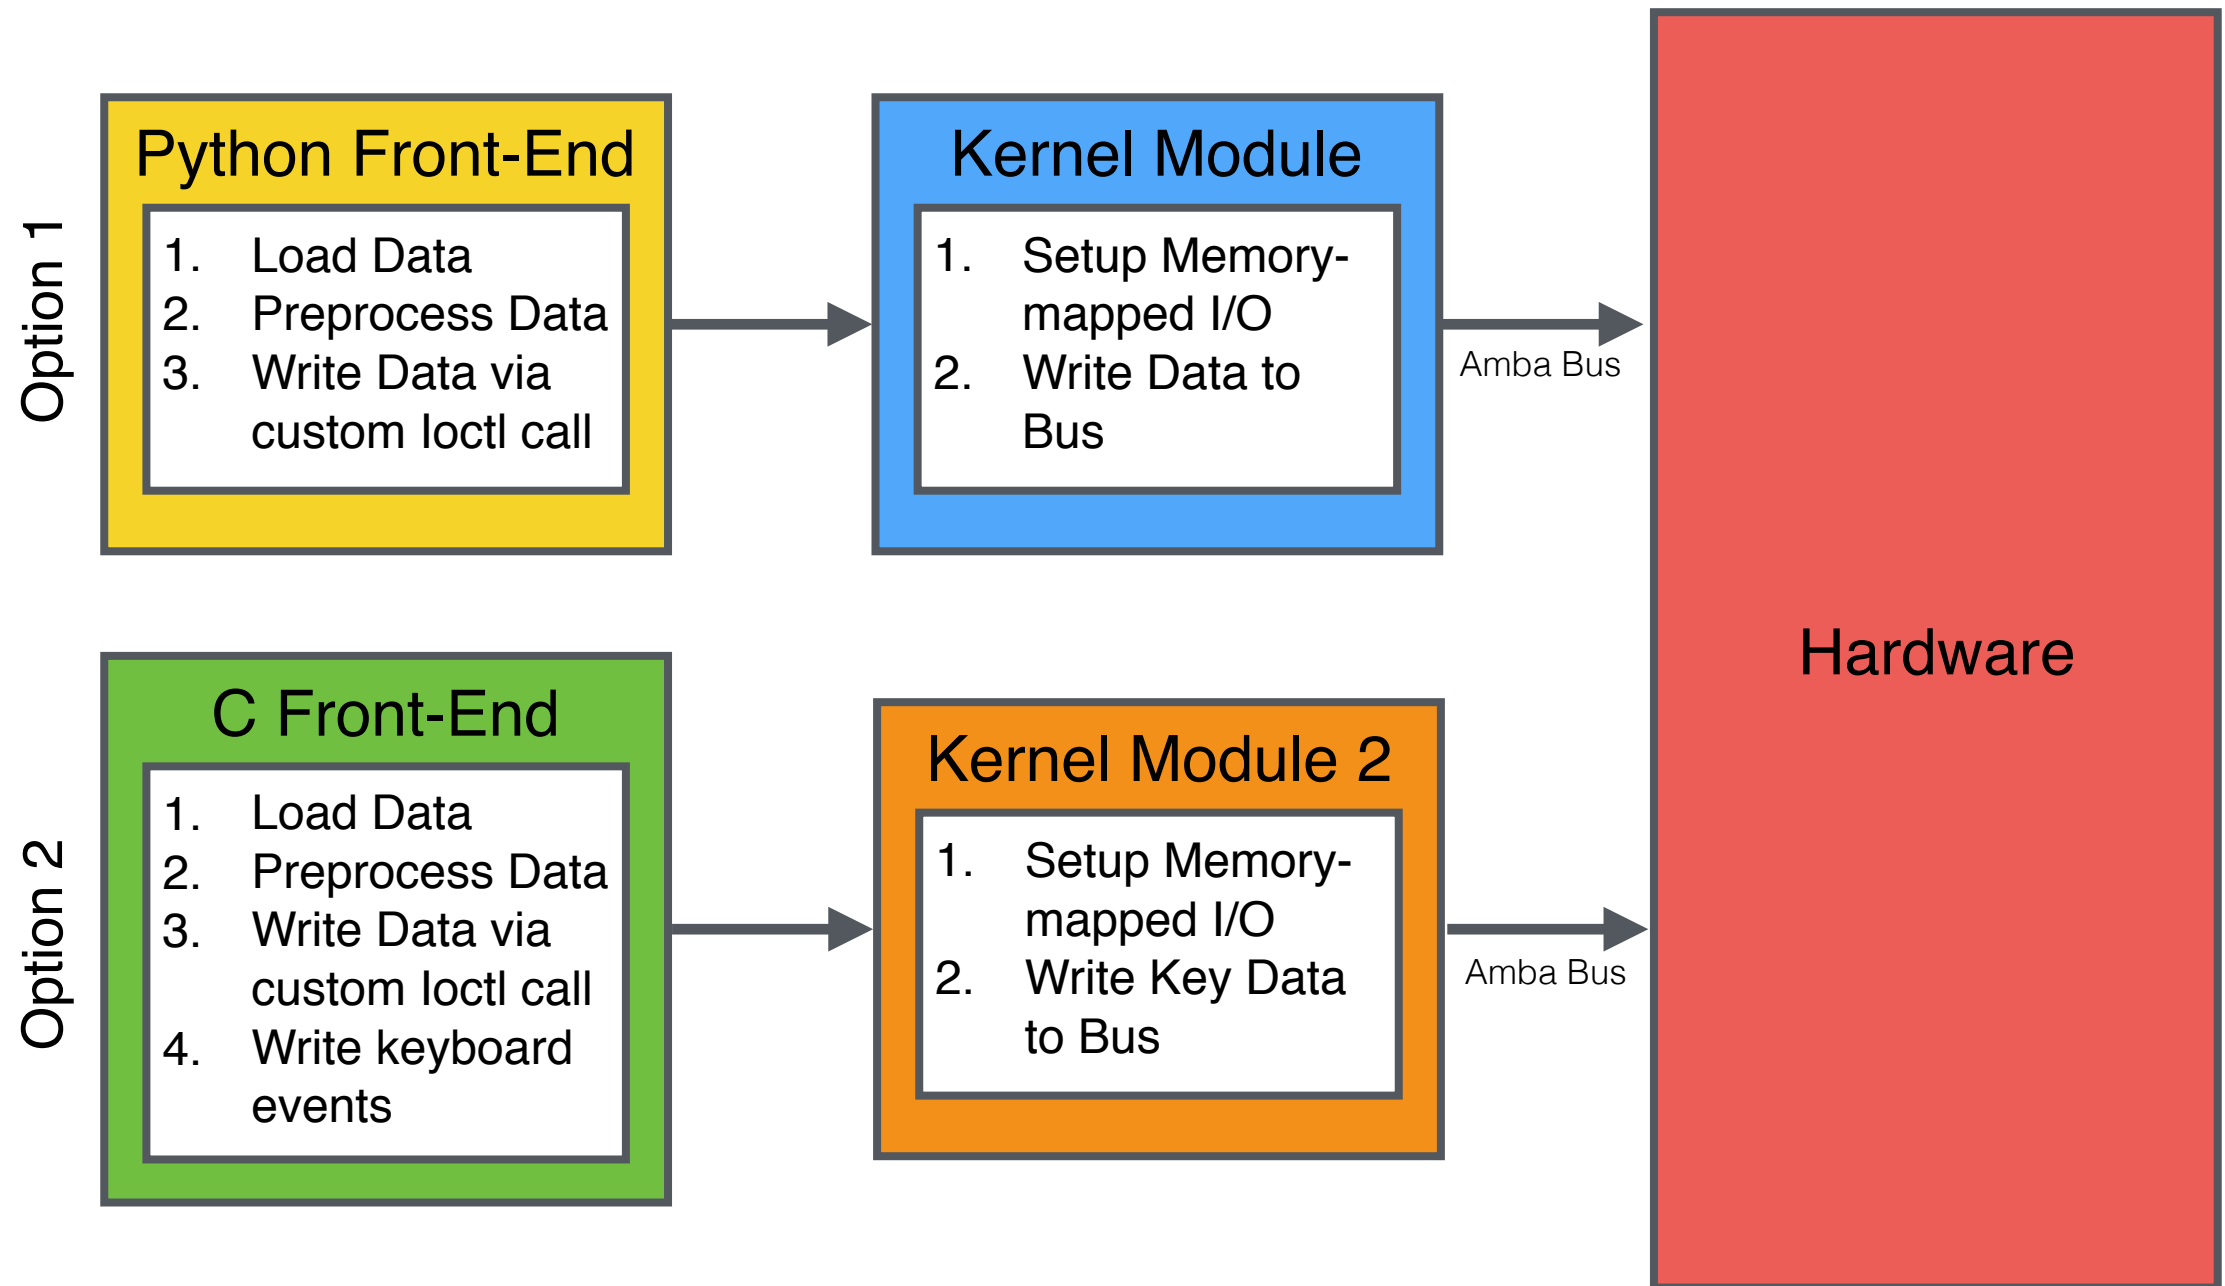 Option 1
Python Front-End
1. Load Data
2. Preprocess Data
3. Write Data via
custom Ioctl call
Kernel Module
1. Setup Memory-
mapped I/O
2. Write Data to
Bus
Amba Bus
Hardware
Option 2
C Front-End
1. Load Data
2. Preprocess Data
3. Write Data via
custom Ioctl call
4. Write keyboard
events
Kernel Module 2
1. Setup Memory-
mapped I/O
2. Write Key Data
to Bus
Amba Bus